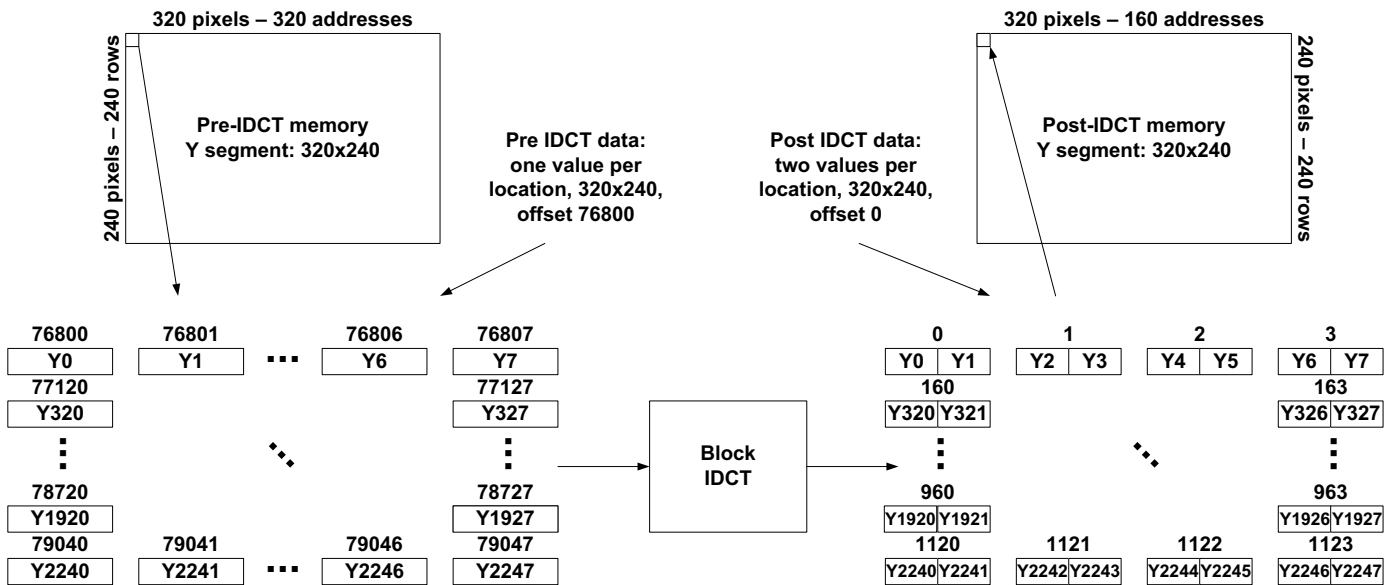 320 pixels – 320 addresses
240 pixels – 240 rows
Pre-IDCT memory
Y segment: 320x240
Pre IDCT data:
one value per
location, 320x240,
offset 76800
Post IDCT data:
two values per
location, 320x240,
offset 0
320 pixels – 160 addresses
Post-IDCT memory
Y segment: 320x240
240 pixels – 240 rows
76800 76801 76806 76807
Y0 Y1 ... Y6 Y7
77120 77127
Y320 Y327
78720 78727
Y1920 Y1927
79040 79041 79046 79047
Y2240 Y2241 ... Y2246 Y2247
Block
IDCT
0 1 2 3
Y0 Y1 Y2 Y3 Y4 Y5 Y6 Y7
160 163
Y320 Y321 Y326 Y327
960 963
Y1920 Y1921 Y1926 Y1927
1120 1121 1122 1123
Y2240 Y2241 Y2242 Y2243 Y2244 Y2245 Y2246 Y2247